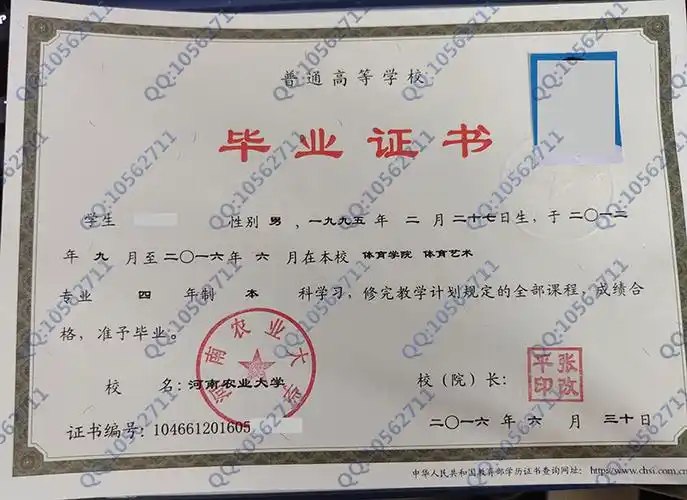 普通高等学校
毕业证书
学生 性别 男 ，一九九五 年 二 月 二十七日生，于 二〇一二
年 九 月至 二〇一六 年 六 月在本校 体育学院 体育艺术
专业 四 年制 本 科学习，修完教学计划规定的全部课程，成绩合
格，准予毕业。
河南农业大学
校 名：河南农业大学
校（院）长：
张改平印
证书编号：104661201605
二〇一六 年 六 月 三十日
中华人民共和国教育部学历证书查询网址：http://www.chsi.com.cn
QQ:10562711